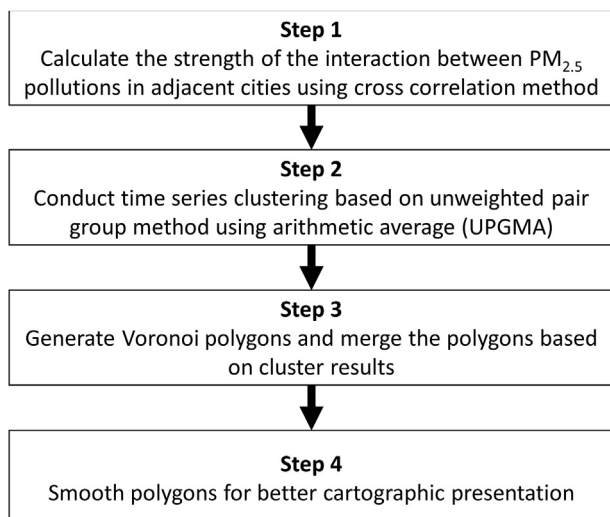 Step 1
Calculate the strength of the interaction between PM2.5
pollutions in adjacent cities using cross correlation method
Step 2
Conduct time series clustering based on unweighted pair
group method using arithmetic average (UPGMA)
Step 3
Generate Voronoi polygons and merge the polygons based
on cluster results
Step 4
Smooth polygons for better cartographic presentation